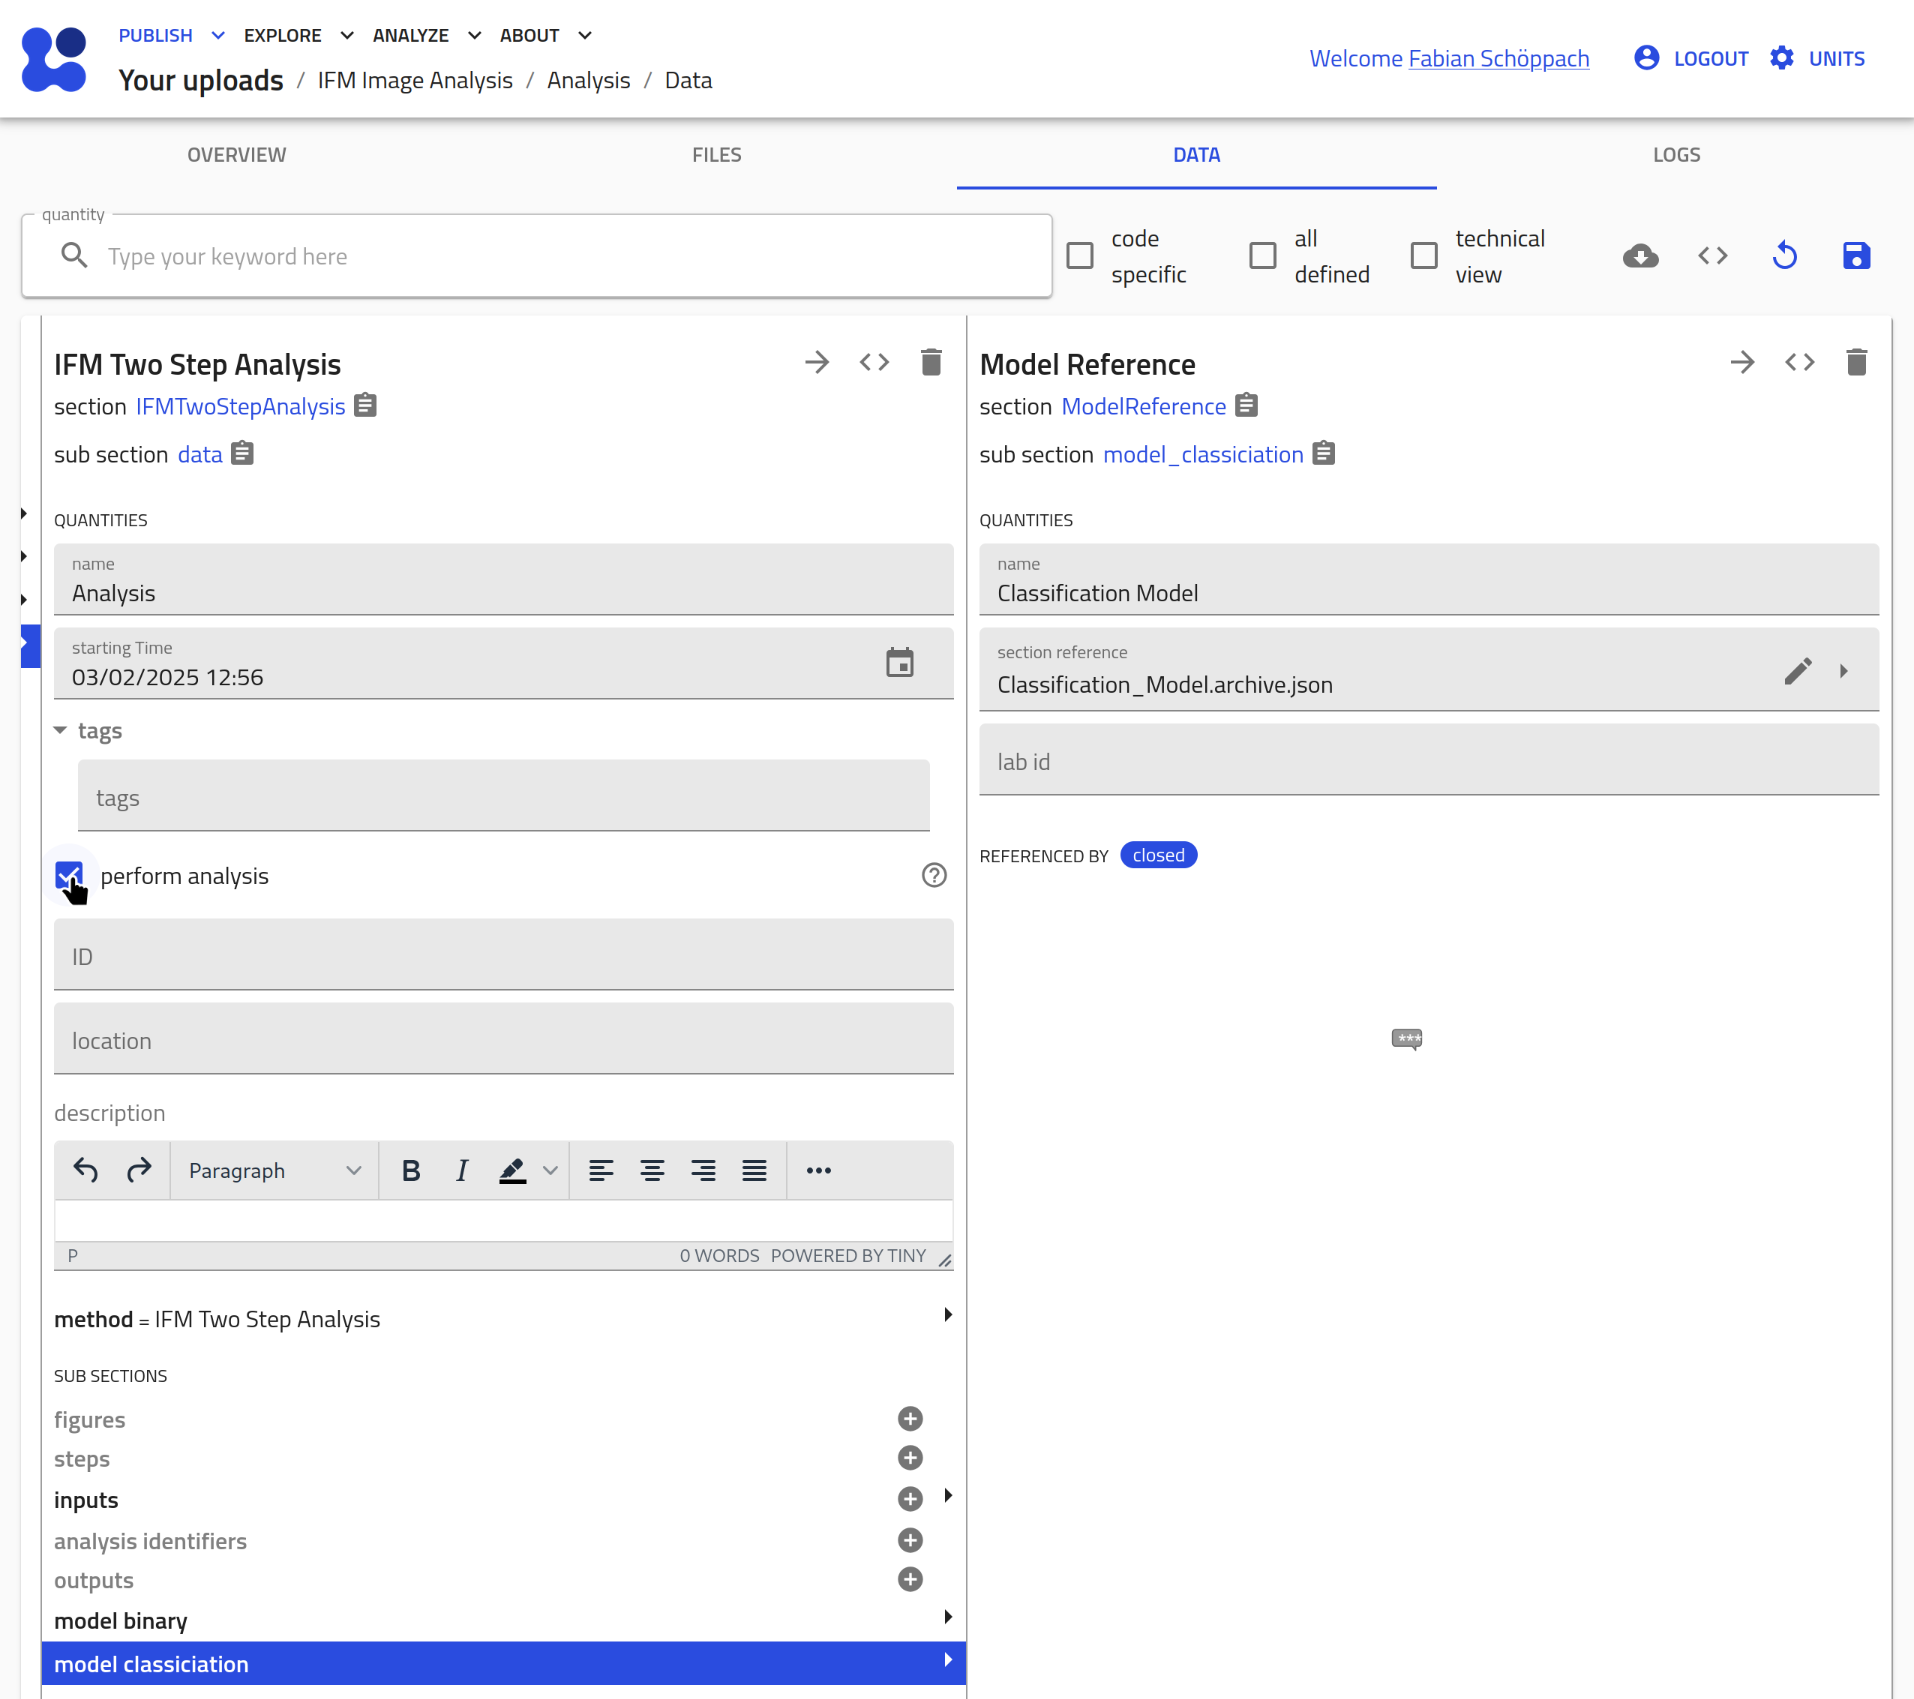 PUBLISH EXPLORE ANALYZE ABOUT
Your uploads / IFM Image Analysis / Analysis / Data
Welcome Fabian Schöppach LOGOUT UNITS
OVERVIEW FILES DATA LOGS
quantity
Type your keyword here
code specific
all defined
technical view
IFM Two Step Analysis
section IFMTwoStepAnalysis
sub section data
QUANTITIES
name
Analysis
starting Time
03/02/2025 12:56
tags
tags
perform analysis
ID
location
description
Paragraph B I
P 0 WORDS POWERED BY TINY
method = IFM Two Step Analysis
SUB SECTIONS
figures
steps
inputs
analysis identifiers
outputs
model binary
model classiciation
Model Reference
section ModelReference
sub section model_classiciation
QUANTITIES
name
Classification Model
section reference
Classification_Model.archive.json
lab id
REFERENCED BY closed
***